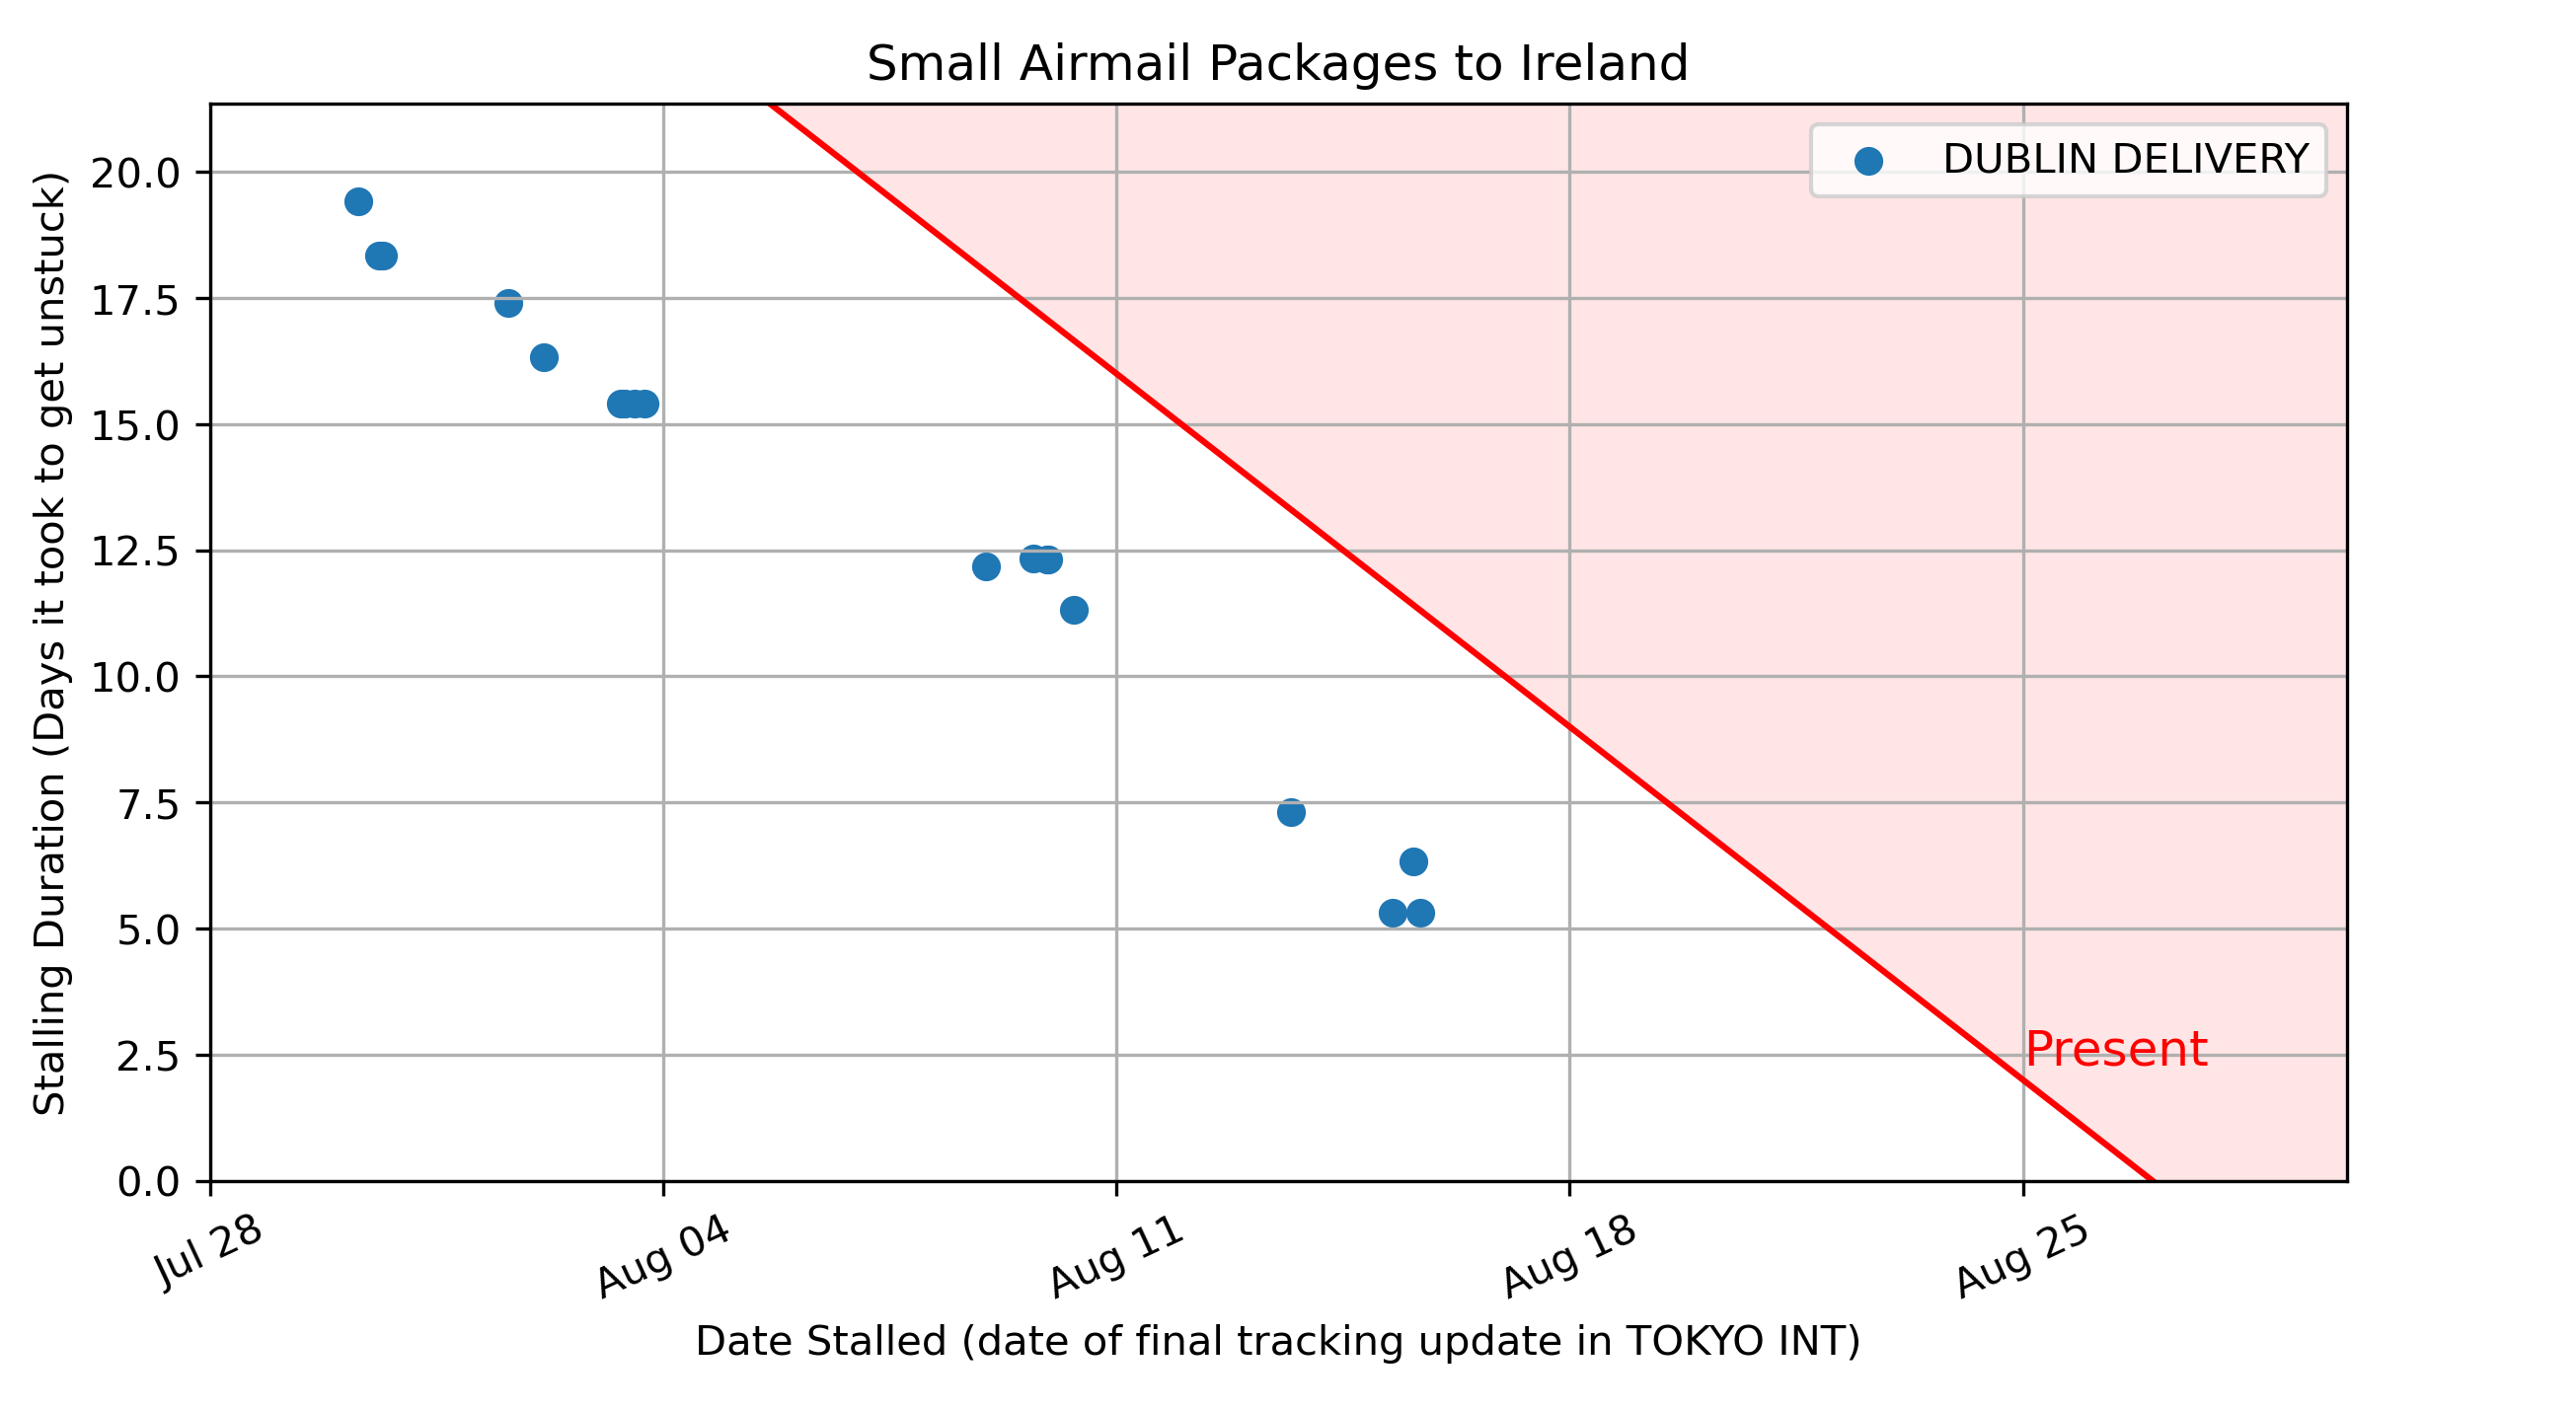 Small Airmail Packages to Ireland
DUBLIN DELIVERY
Stalling Duration (Days it took to get unstuck)
20.0
17.5
15.0
12.5
10.0
7.5
5.0
2.5
0.0
Present
Jul 28
Aug 04
Aug 11
Aug 18
Aug 25
Date Stalled (date of final tracking update in TOKYO INT)